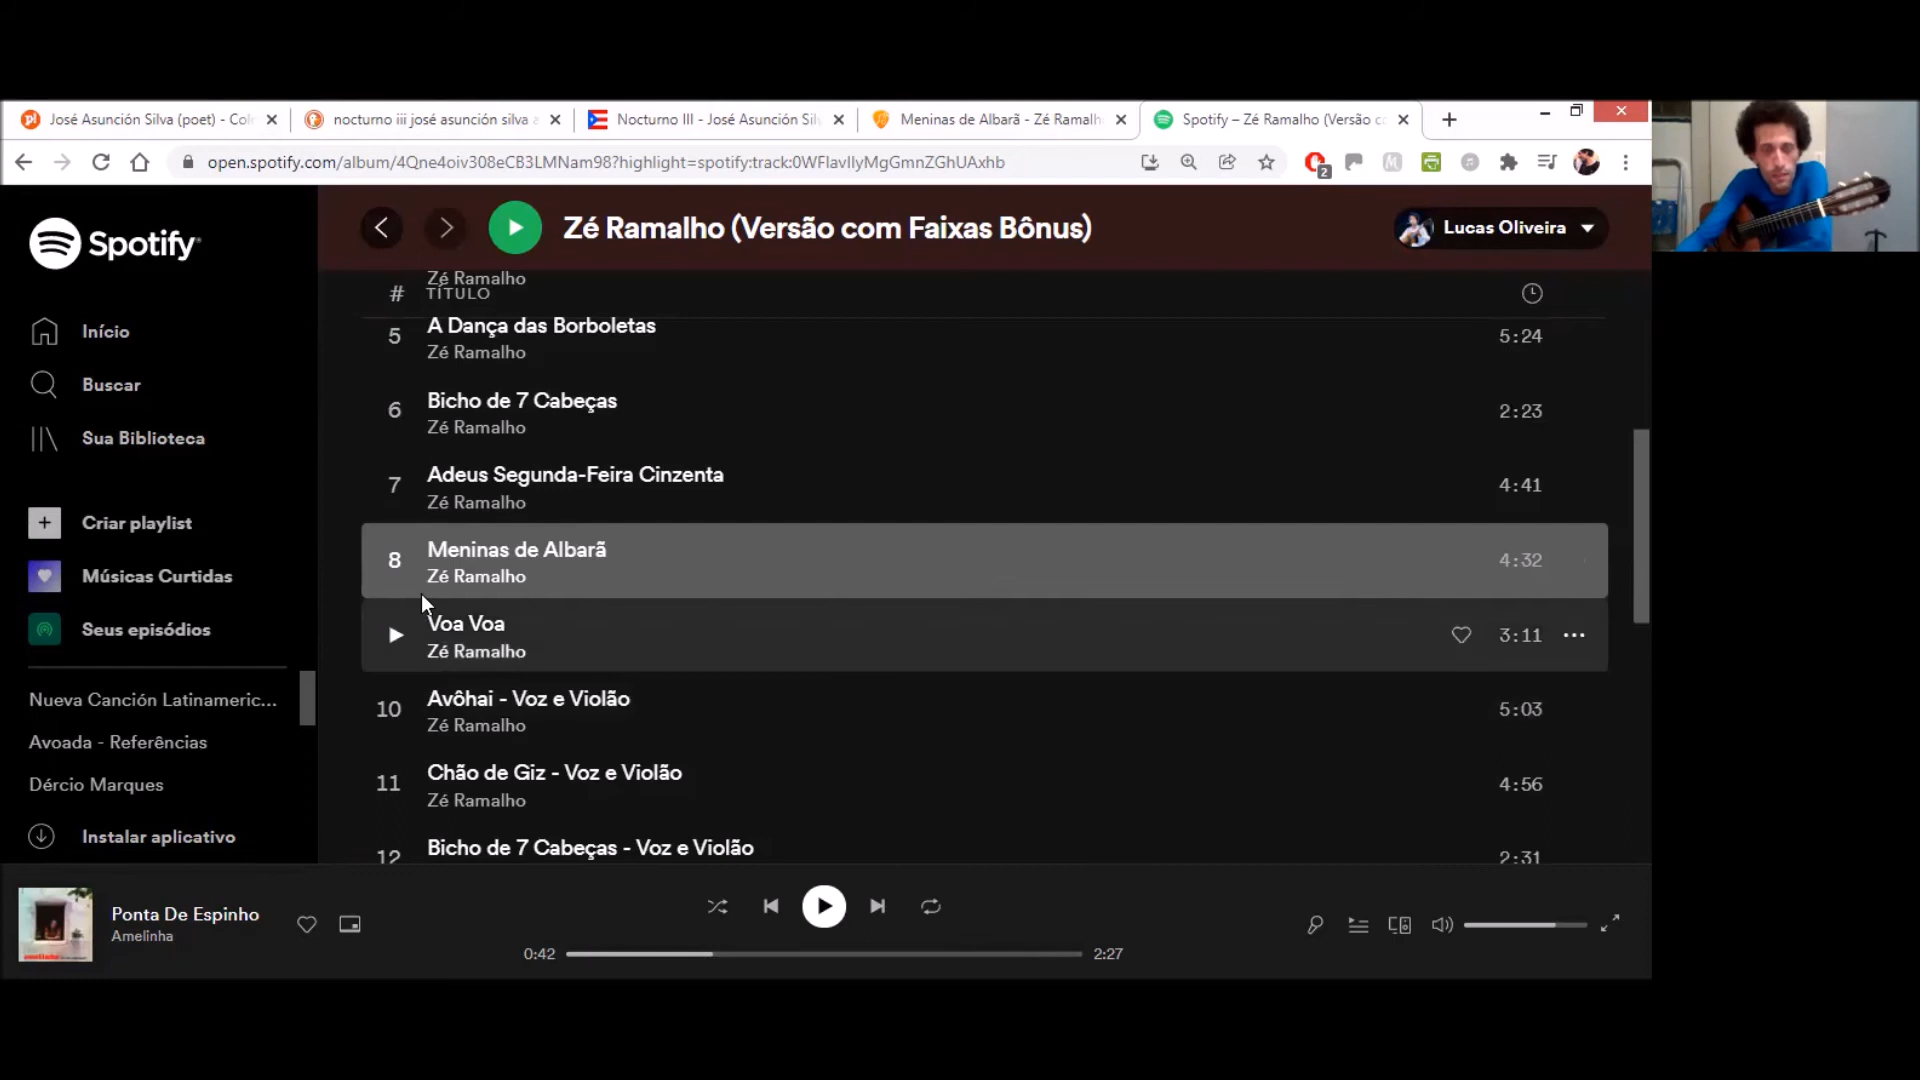 José Asunción Silva (poet) - Col
nocturno iii josé asunción silva a
Nocturno III - José Asunción Sil
Meninas de Albarã - Zé Ramalh
Spotify – Zé Ramalho (Versão c
open.spotify.com/album/4Qne4oiv308eCB3LMNam98?highlight=spotify:track:0WFlavIlyMgGmnZGhUAxhb
2
Spotify
Zé Ramalho (Versão com Faixas Bônus)
Lucas Oliveira
Início
Buscar
Sua Biblioteca
Criar playlist
Músicas Curtidas
Seus episódios
Nueva Canción Latinameric...
Avoada - Referências
Dércio Marques
Instalar aplicativo
Zé Ramalho
# TÍTULO
5 A Dança das Borboletas 5:24
Zé Ramalho
6 Bicho de 7 Cabeças 2:23
Zé Ramalho
7 Adeus Segunda-Feira Cinzenta 4:41
Zé Ramalho
8 Meninas de Albarã 4:32
Zé Ramalho
Voa Voa 3:11
Zé Ramalho
10 Avôhai - Voz e Violão 5:03
Zé Ramalho
11 Chão de Giz - Voz e Violão 4:56
Zé Ramalho
12 Bicho de 7 Cabeças - Voz e Violão 2:31
Ponta De Espinho
Amelinha
0:42
2:27